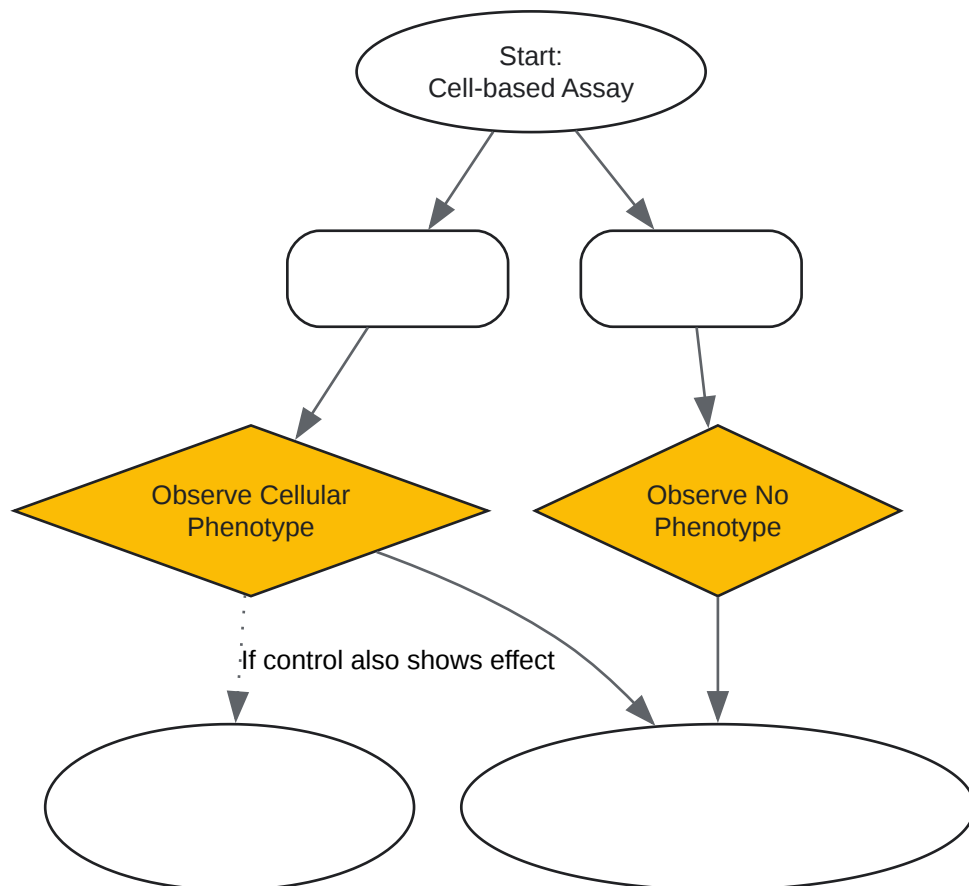 Start:
Cell-based Assay
Observe Cellular
Phenotype
Observe No
Phenotype
If control also shows effect